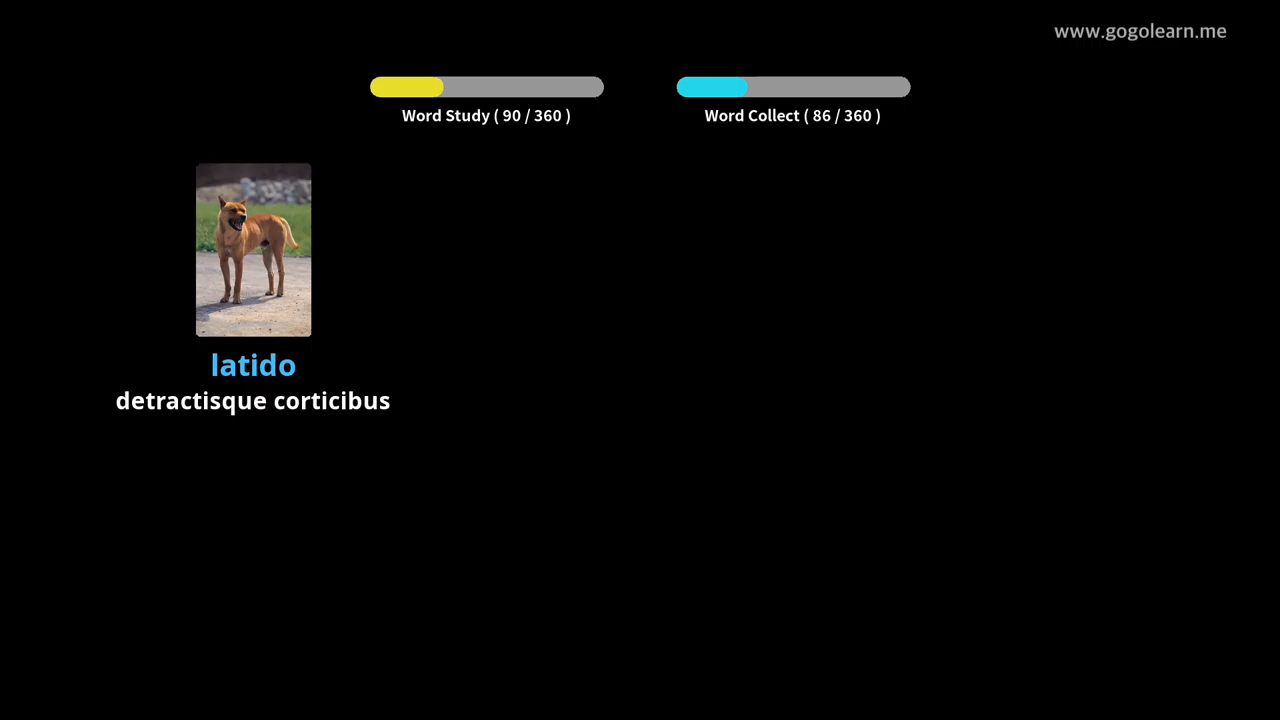 www.gogolearn.me
Word Study ( 90 / 360 )
Word Collect ( 86 / 360 )
latido
detractisque corticibus